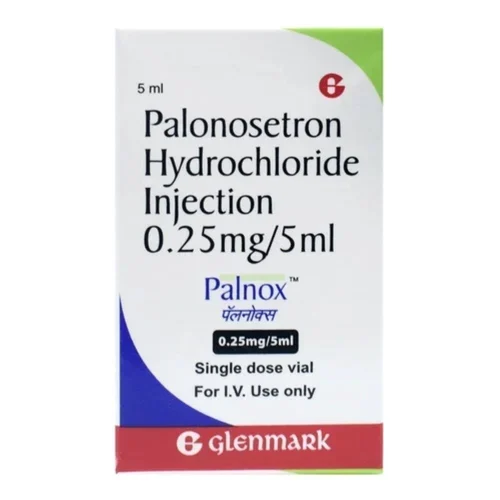 5 ml
Palonosetron
Hydrochloride
Injection
0.25mg/5ml
Palnox™
पॅलनोक्स
0.25mg/5ml
Single dose vial
For I.V. Use only
glenmark